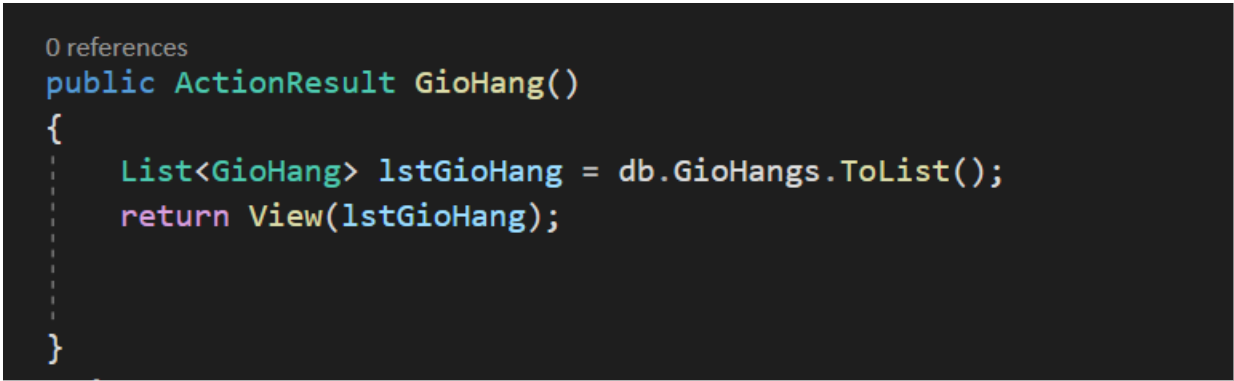 0 references
public ActionResult GioHang()
{
List<GioHang> lstGioHang = db.GioHangs.ToList();
return View(lstGioHang);
}